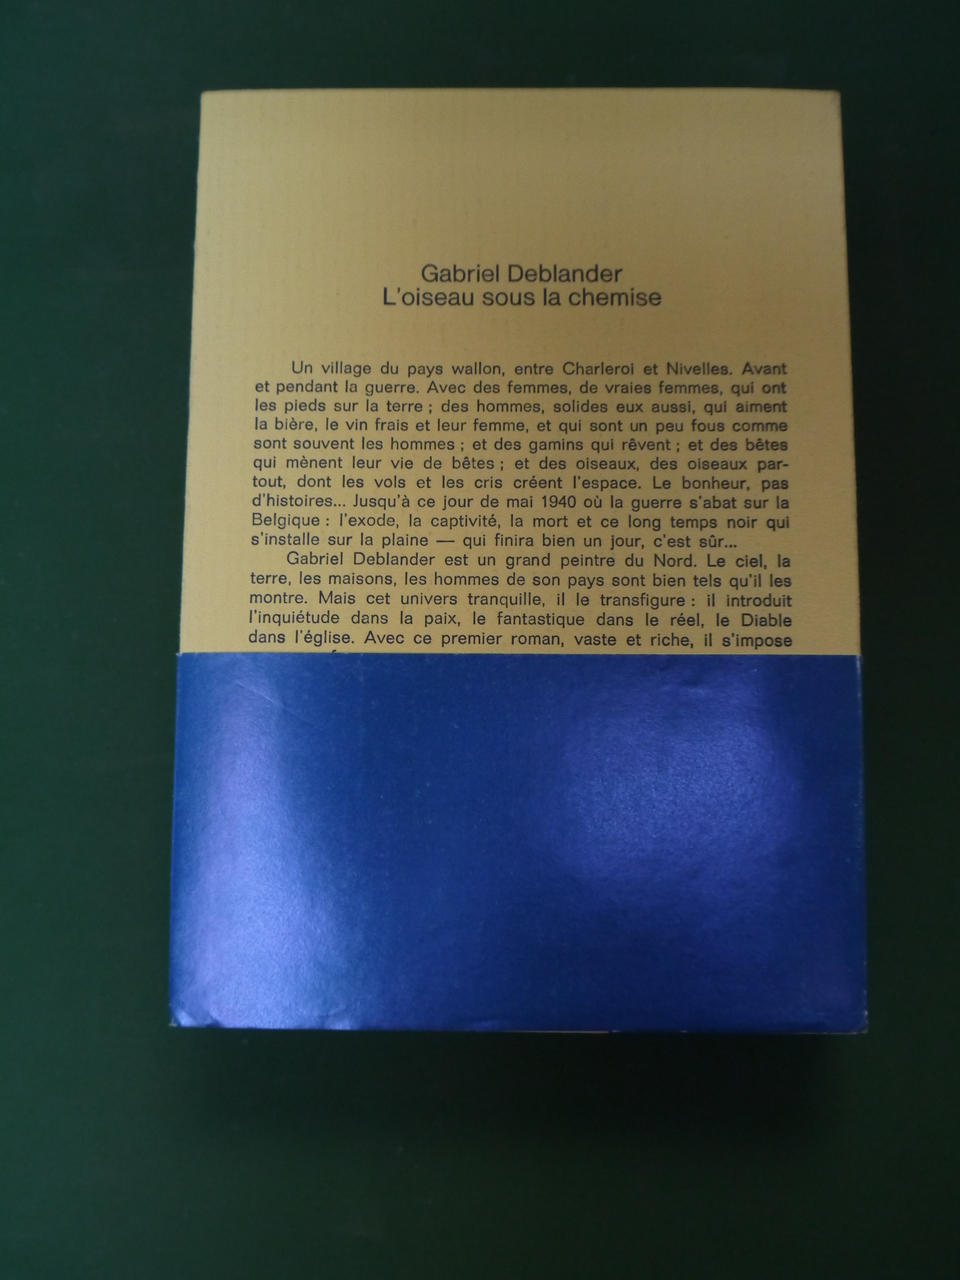 Gabriel Deblander
L'oiseau sous la chemise
Un village du pays wallon, entre Charleroi et Nivelles. Avant
et pendant la guerre. Avec des femmes, de vraies femmes, qui ont
les pieds sur la terre ; des hommes, solides eux aussi, qui aiment
la bière, le vin frais et leur femme, et qui sont un peu fous comme
sont souvent les hommes ; et des gamins qui rêvent ; et des bêtes
qui mènent leur vie de bêtes ; et des oiseaux, des oiseaux par-
tout, dont les vols et les cris créent l'espace. Le bonheur, pas
d'histoires... Jusqu'à ce jour de mai 1940 où la guerre s'abat sur la
Belgique : l'exode, la captivité, la mort et ce long temps noir qui
s'installe sur la plaine — qui finira bien un jour, c'est sûr...
Gabriel Deblander est un grand peintre du Nord. Le ciel, la
terre, les maisons, les hommes de son pays sont bien tels qu'il les
montre. Mais cet univers tranquille, il le transfigure : il introduit
l'inquiétude dans la paix, le fantastique dans le réel, le Diable
dans l'église. Avec ce premier roman, vaste et riche, il s'impose